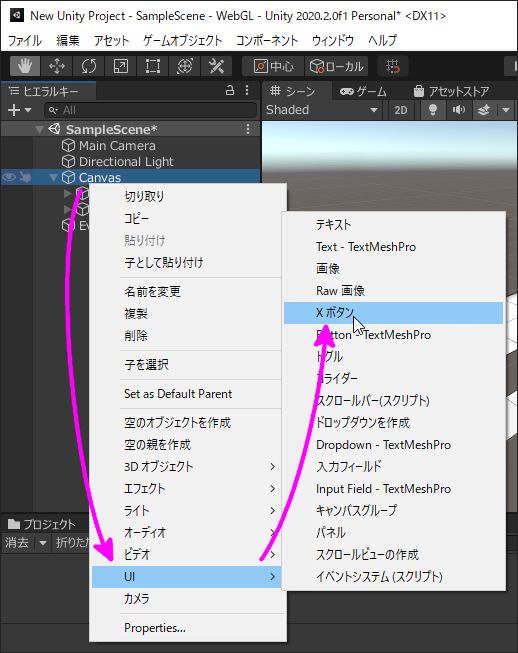 New Unity Project - SampleScene - WebGL - Unity 2020.2.0f1 Personal* <DX11>
ファイル 編集 アセット ゲームオブジェクト コンポーネント ウィンドウ ヘルプ
中心 ローカル
ヒエラルキー
シーン ゲーム アセットストア
All
Shaded 2D
SampleScene*
Main Camera
Directional Light
Canvas
切り取り
コピー
貼り付け
子として貼り付け
名前を変更
複製
削除
子を選択
Set as Default Parent
空のオブジェクトを作成
空の親を作成
3D オブジェクト
エフェクト
ライト
オーディオ
ビデオ
UI
カメラ
Properties...
テキスト
Text - TextMeshPro
画像
Raw 画像
X ボタン
- TextMeshPro
トグル
スクロールバー(スクリプト)
ドロップダウンを作成
Dropdown - TextMeshPro
入力フィールド
Input Field - TextMeshPro
キャンバスグループ
パネル
スクロールビューの作成
イベントシステム (スクリプト)
プロジェクト
消去 折りた